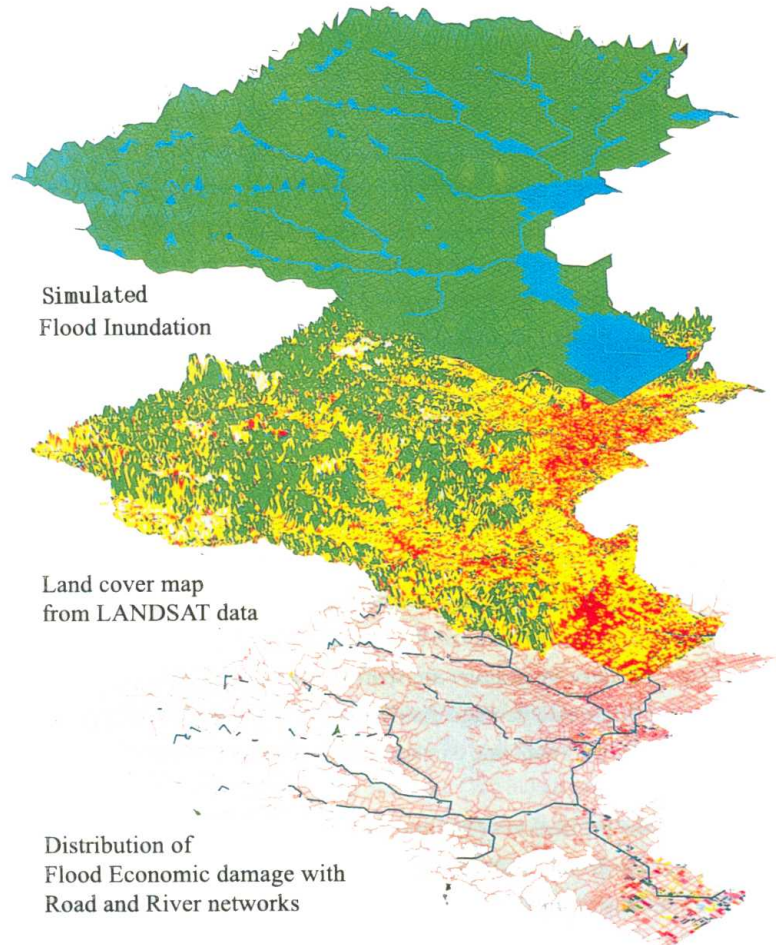 Simulated
Flood Inundation
Land cover map
from LANDSAT data
Distribution of
Flood Economic damage with
Road and River networks